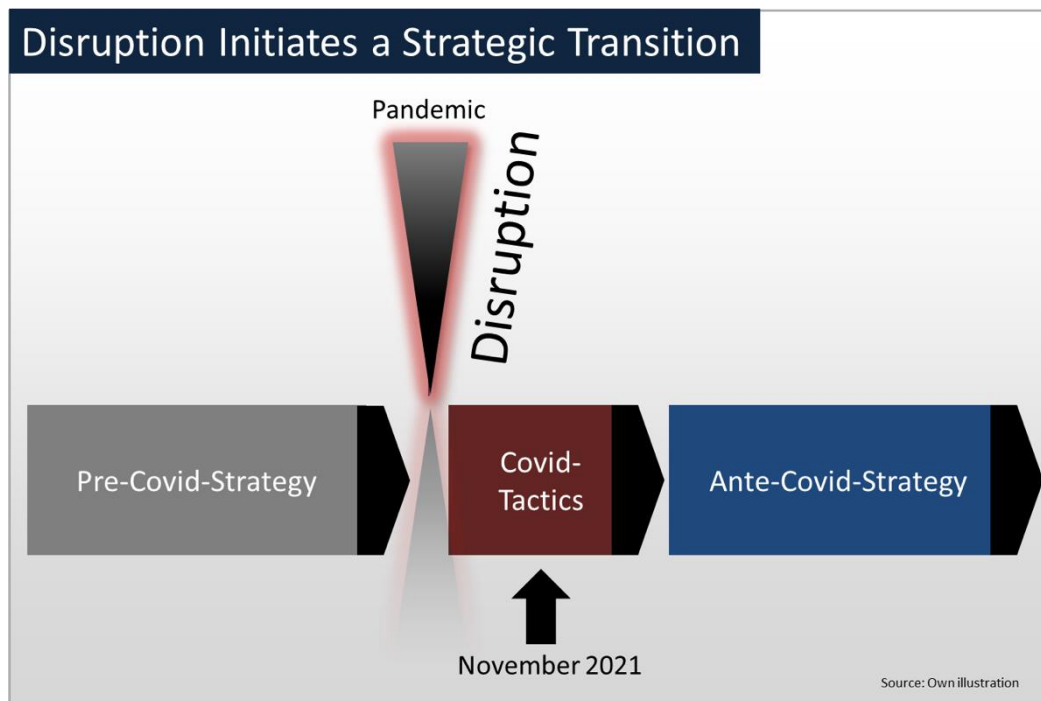 Disruption Initiates a Strategic Transition
Pandemic
Disruption
Pre-Covid-Strategy
Covid-
Tactics
Ante-Covid-Strategy
November 2021
Source: Own illustration